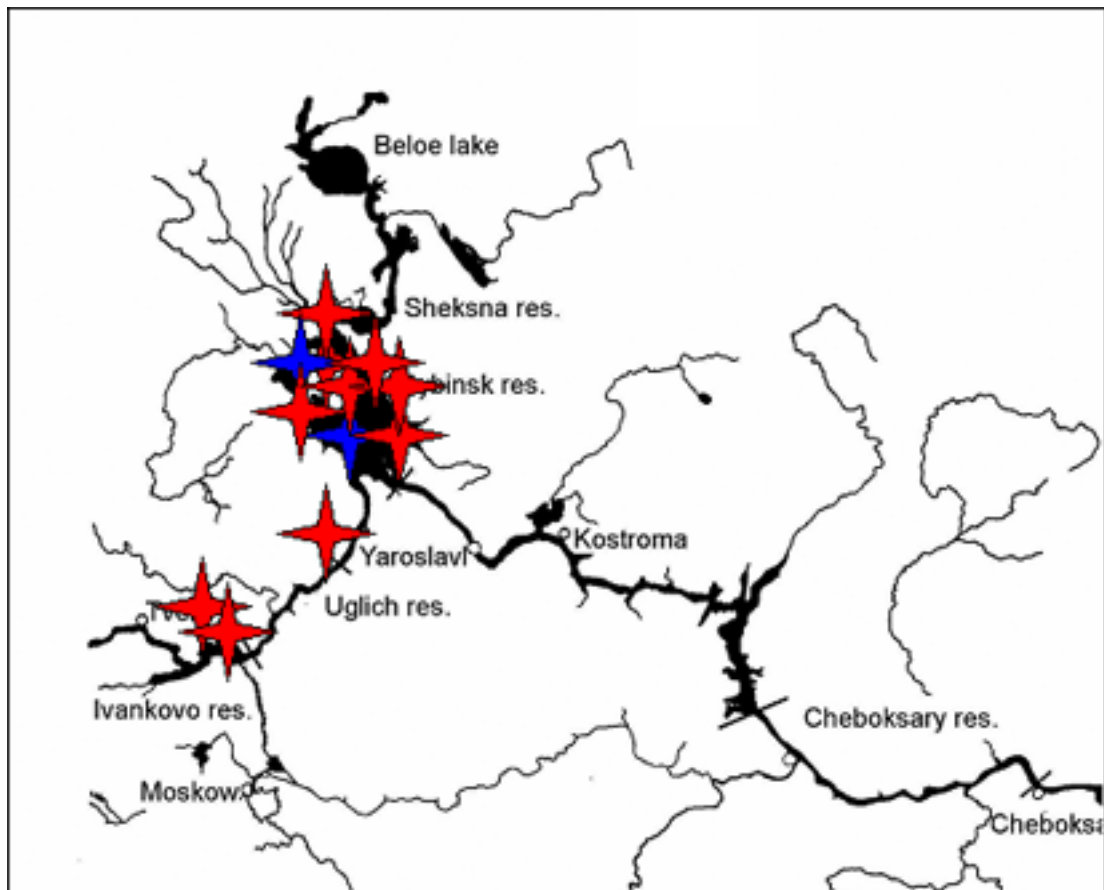 Beloe lake
Sheksna res.
binsk res.
Kostroma
Yaroslavl
Uglich res.
Ivankovo res.
Cheboksary res.
Moskow
Cheboksa